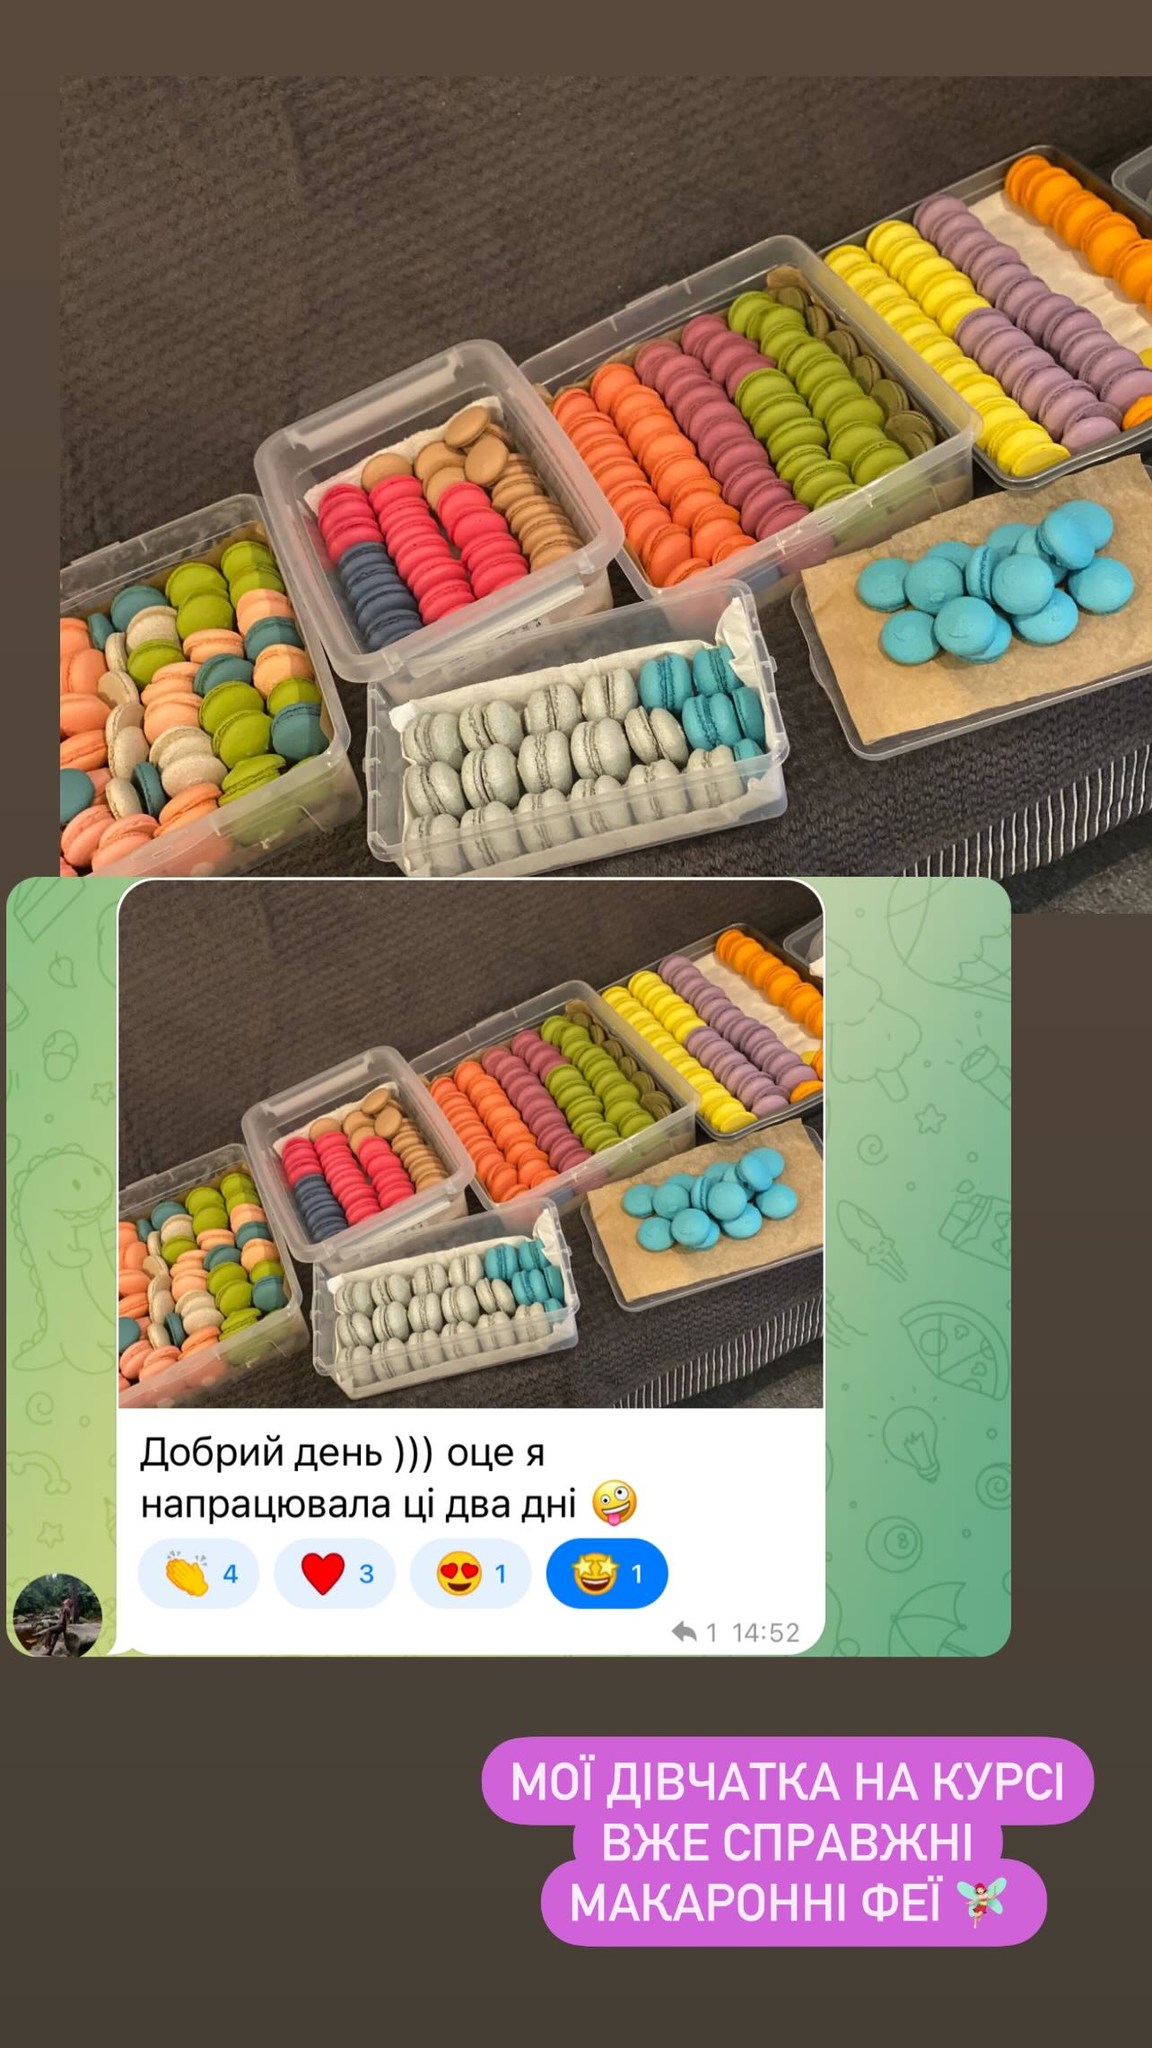 Добрий день ))) оце я
напрацювала ці два дні 🤪
👏 4 ❤️ 3 😍 1 🤩 1
1 14:52
МОЇ ДІВЧАТКА НА КУРСІ
ВЖЕ СПРАВЖНІ
МАКАРОННІ ФЕЇ 🧚